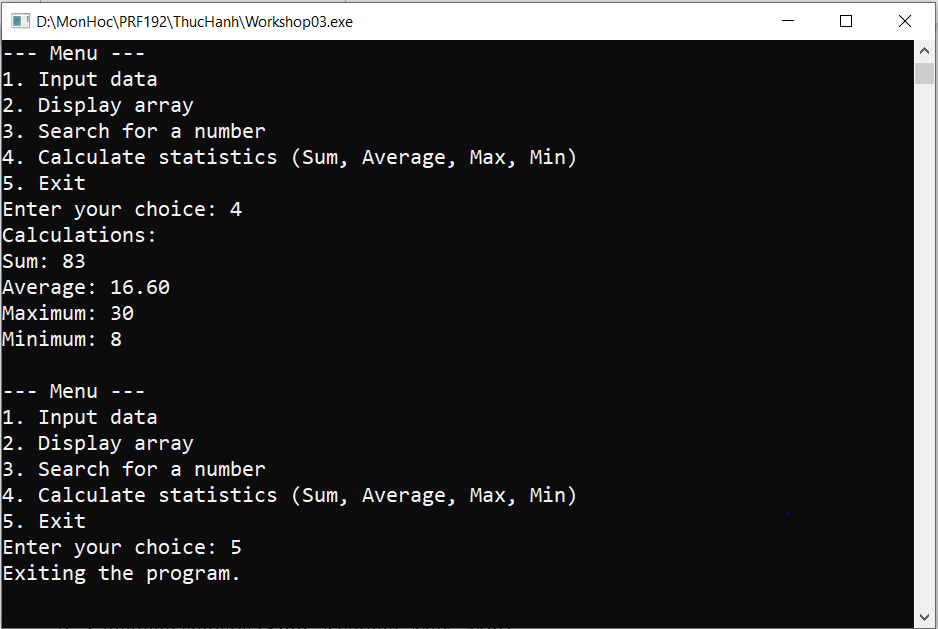 D:\MonHoc\PRF192\ThucHanh\Workshop03.exe
--- Menu ---
1. Input data
2. Display array
3. Search for a number
4. Calculate statistics (Sum, Average, Max, Min)
5. Exit
Enter your choice: 4
Calculations:
Sum: 83
Average: 16.60
Maximum: 30
Minimum: 8
--- Menu ---
1. Input data
2. Display array
3. Search for a number
4. Calculate statistics (Sum, Average, Max, Min)
5. Exit
Enter your choice: 5
Exiting the program.